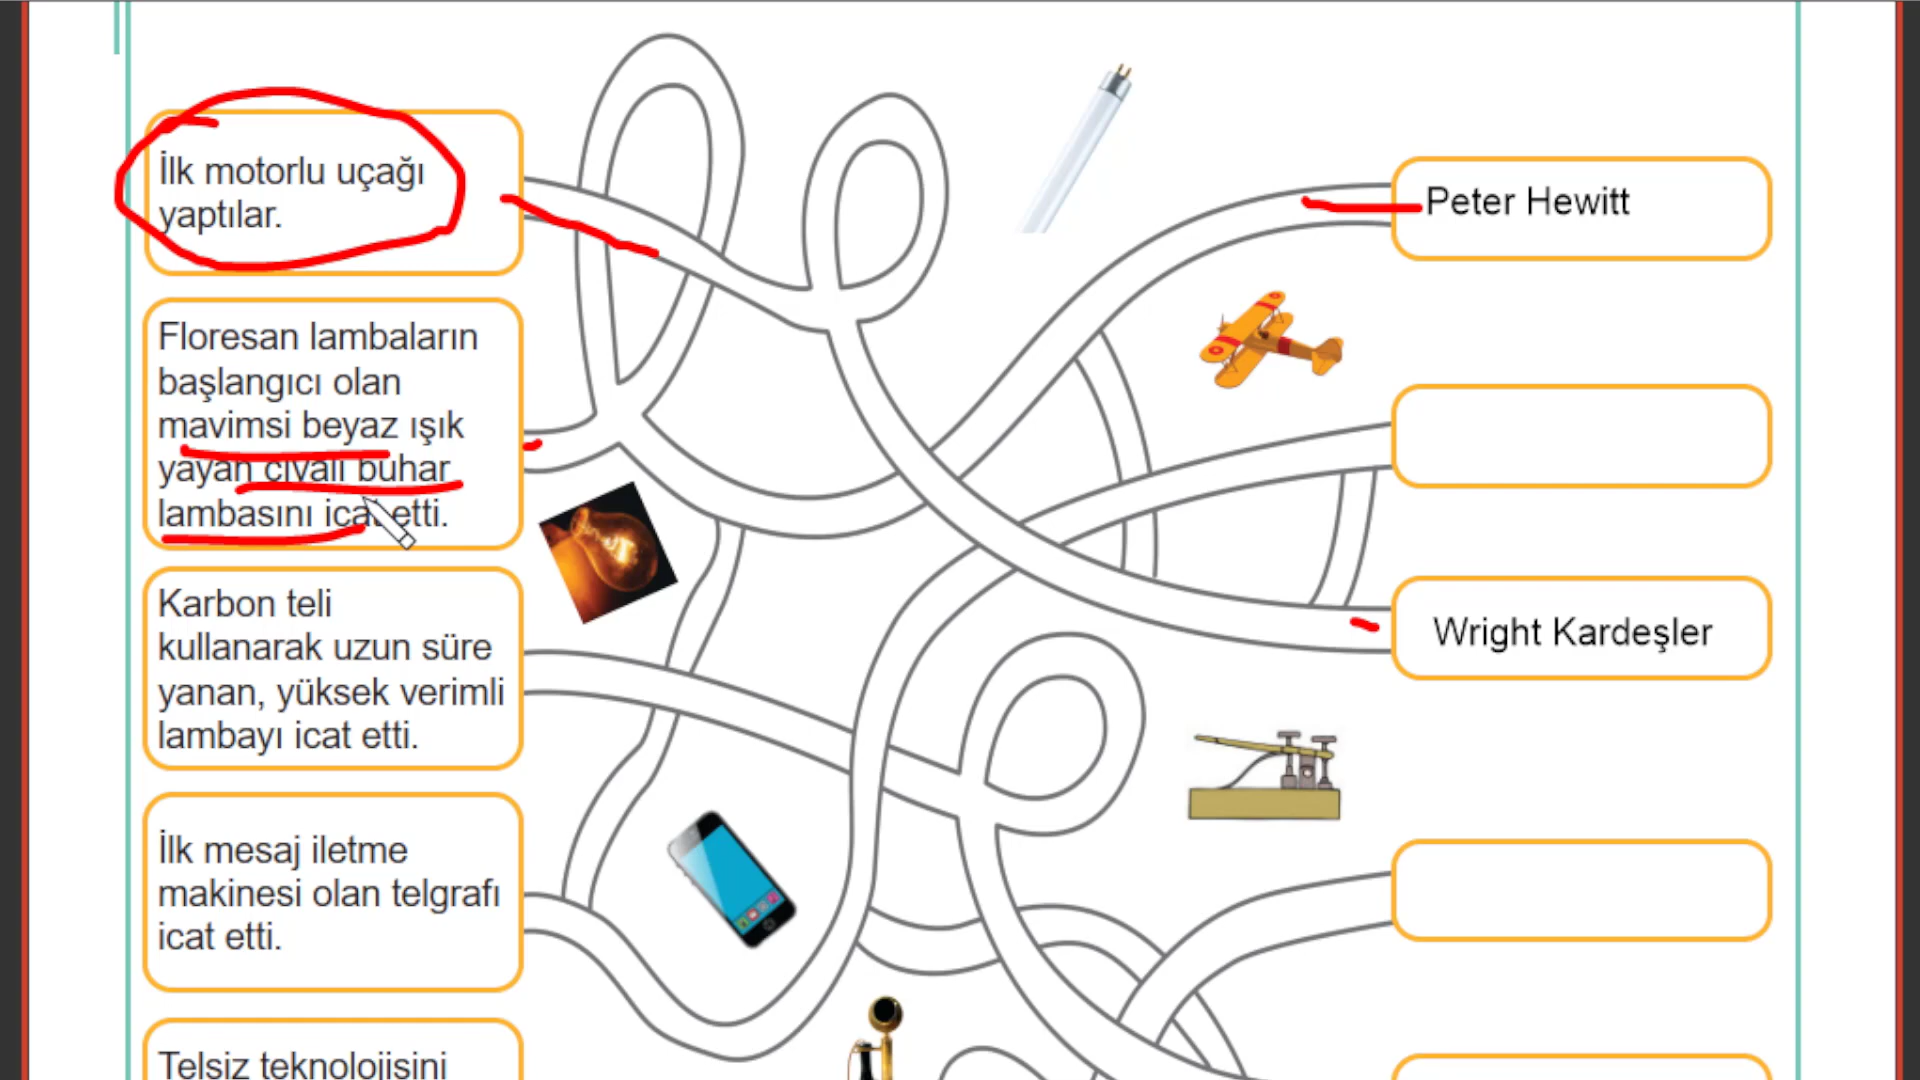 İlk motorlu uçağı
yaptılar.
Floresan lambaların
başlangıcı olan
mavimsi beyaz ışık
yayan civalı buhar
lambasını icat etti.
Karbon teli
kullanarak uzun süre
yanan, yüksek verimli
lambayı icat etti.
İlk mesaj iletme
makinesi olan telgrafı
icat etti.
Telsiz teknolojisini
Peter Hewitt
Wright Kardeşler